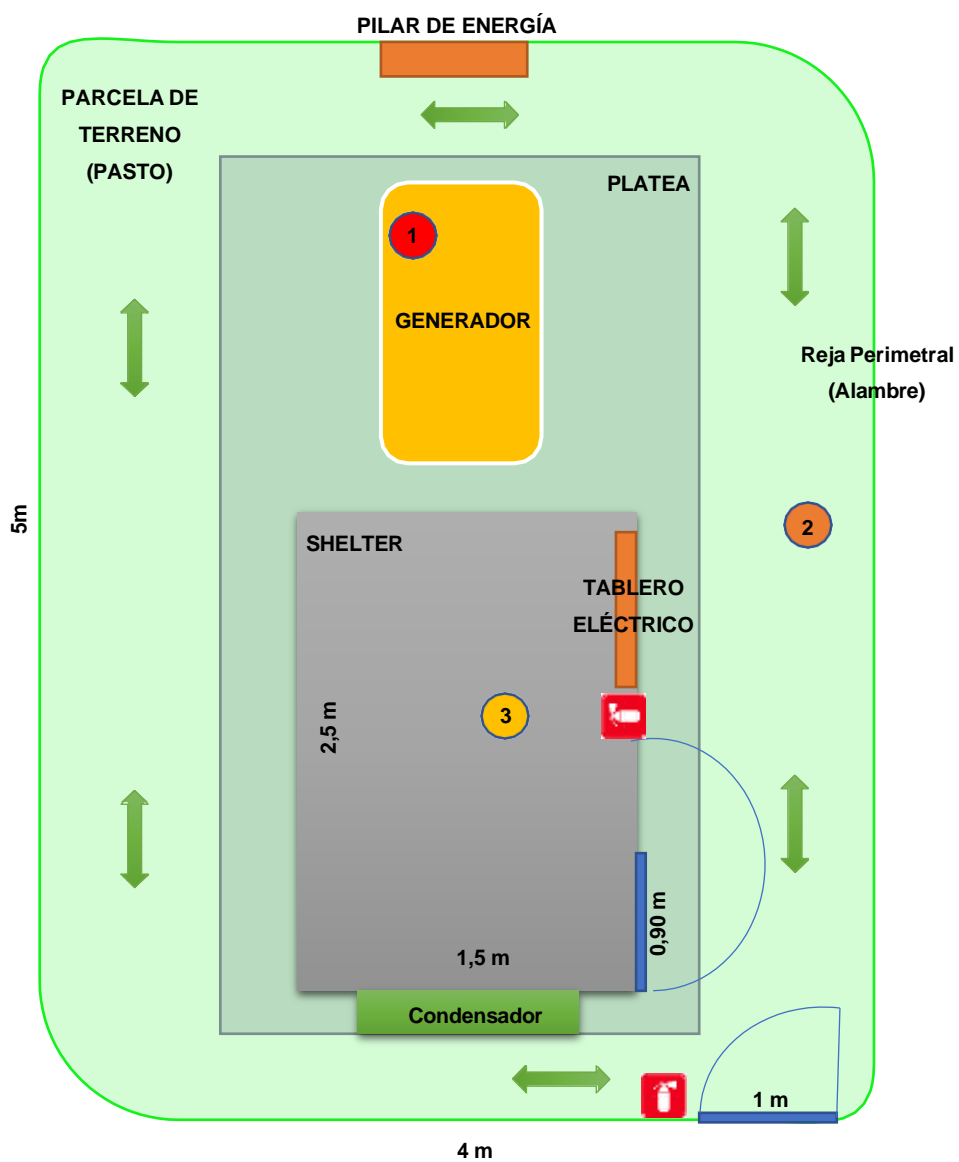 PILAR DE ENERGÍA
PARCELA DE
TERRENO
(PASTO)
PLATEA
1
GENERADOR
Reja Perimetral
(Alambre)
5m
2
SHELTER
TABLERO
ELÉCTRICO
2,5 m
3
0,90 m
1,5 m
Condensador
1 m
4 m